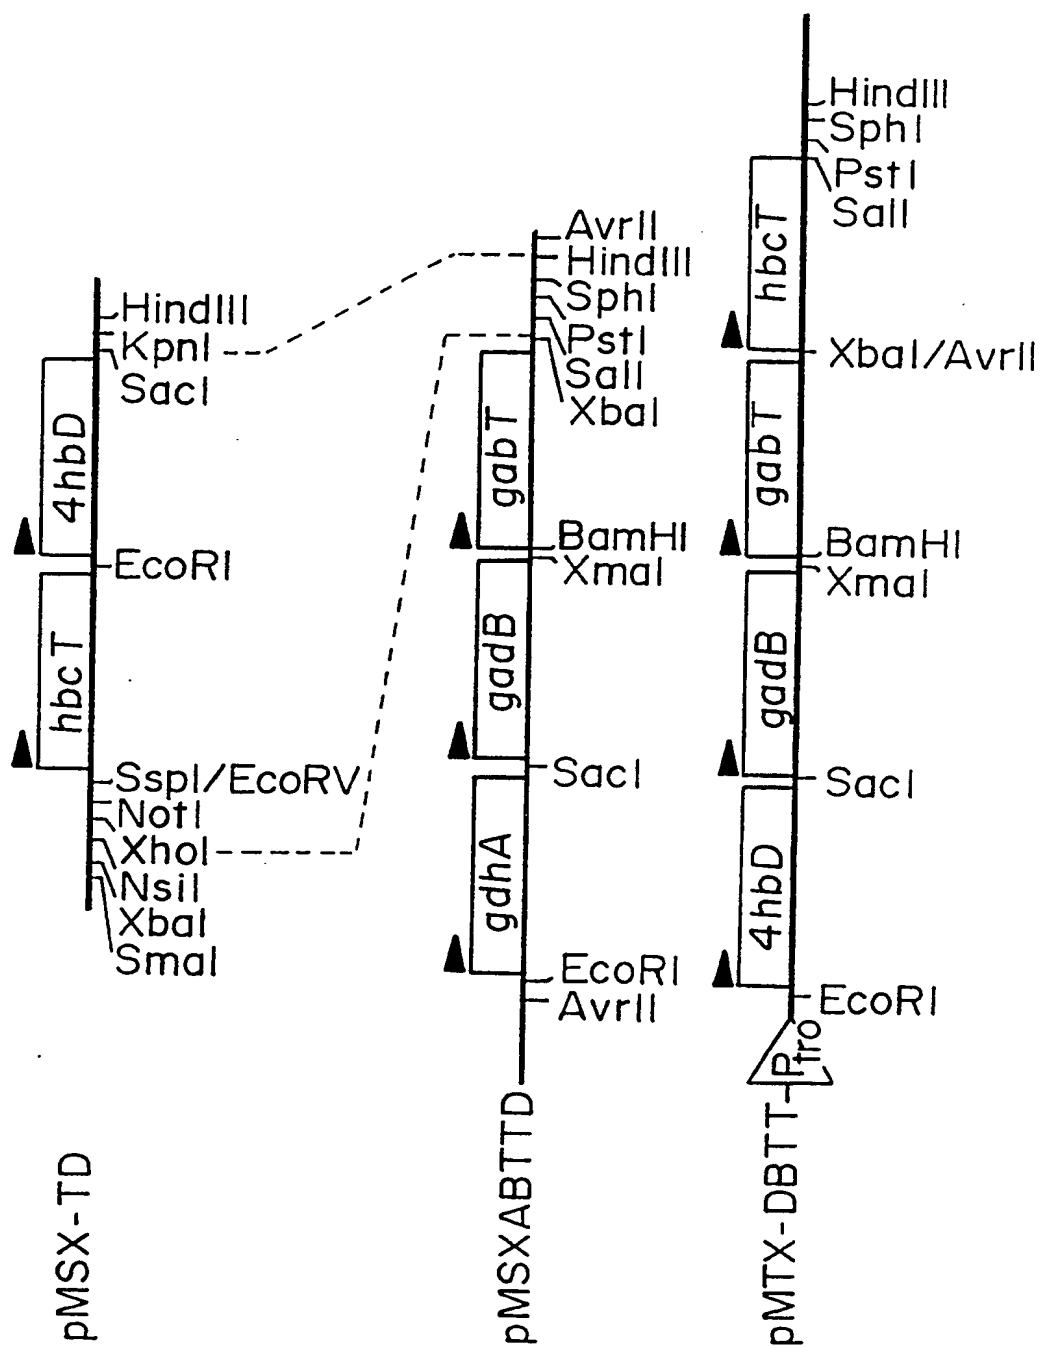 pMSX-TD
hbcT
4hbD
HindIII
KpnI
SacI
EcoRI
SspI/EcoRV
NotI
XhoI
NsiI
XbaI
SmaI
pMSXABTTD
gdhA
gadB
gabT
AvrII
HindIII
SphI
PstI
SalI
XbaI
BamHI
XmaI
SacI
EcoRI
AvrII
pMTX-DBTT
Ptro
4hbD
gadB
gabT
hbcT
HindIII
SphI
PstI
SalI
XbaI/AvrII
BamHI
XmaI
SacI
EcoRI